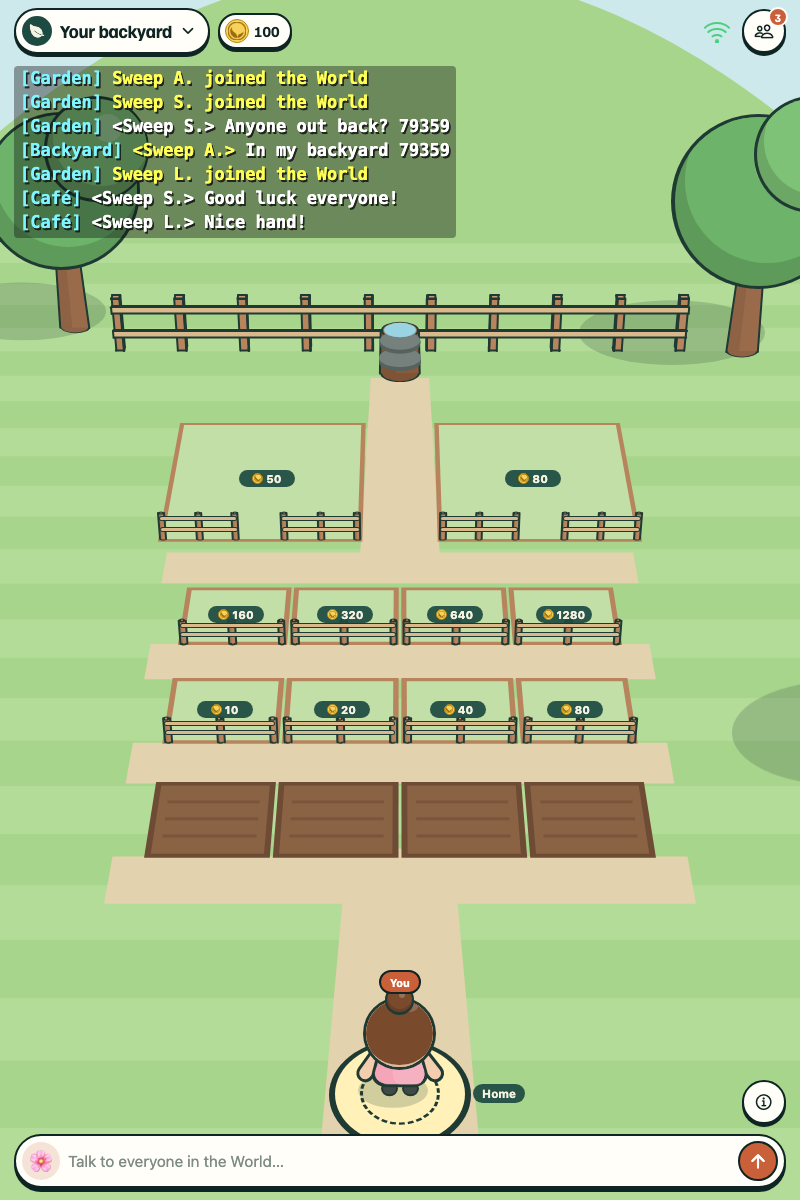 Your backyard
100
3
[Garden] Sweep A. joined the World
[Garden] Sweep S. joined the World
[Garden] <Sweep S.> Anyone out back? 79359
[Backyard] <Sweep A.> In my backyard 79359
[Garden] Sweep L. joined the World
[Café] <Sweep S.> Good luck everyone!
[Café] <Sweep L.> Nice hand!
50
80
160
320
640
1280
10
20
40
80
You
Home
Talk to everyone in the World...